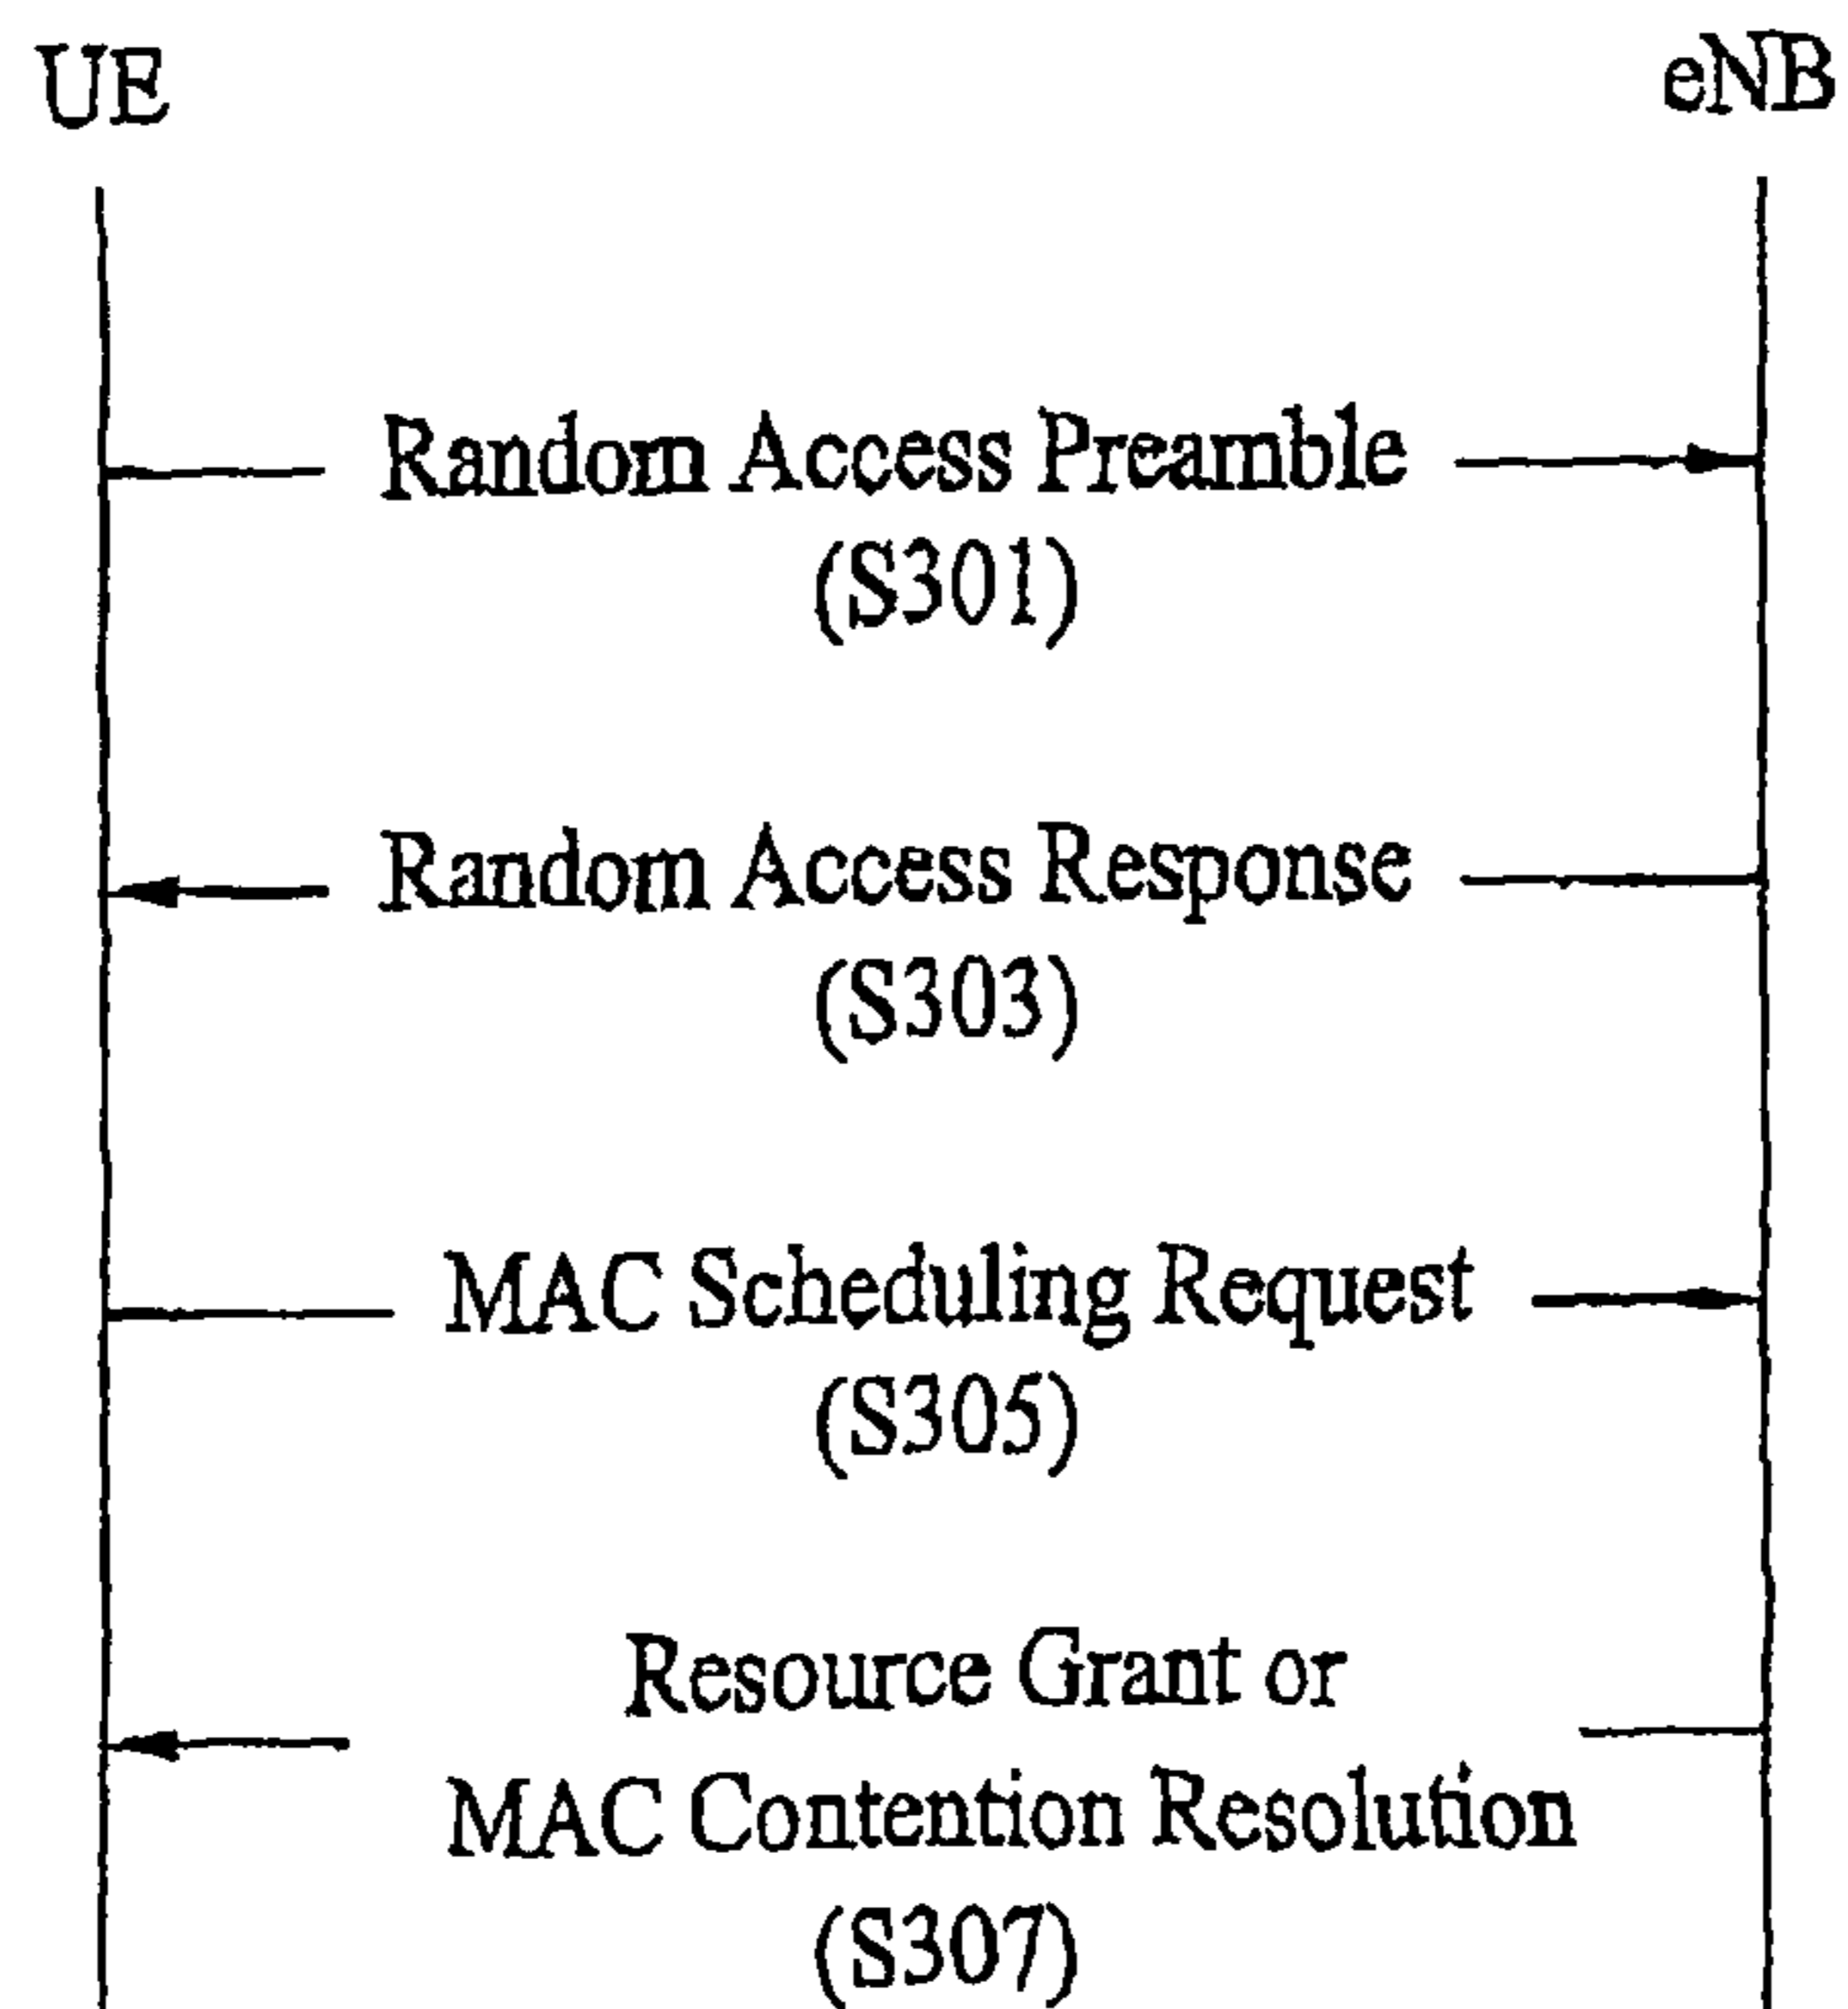 UE eNB
Random Access Preamble
(S301)
Random Access Response
(S303)
MAC Scheduling Request
(S305)
Resource Grant or
MAC Contention Resolution
(S307)